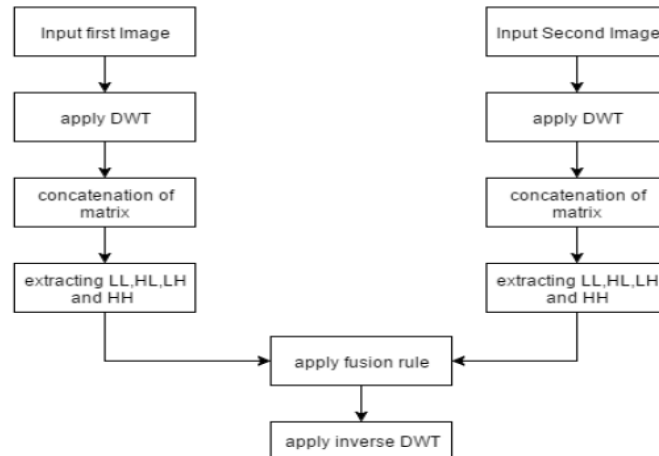 Input first Image
Input Second Image
apply DWT
apply DWT
concatenation of
matrix
concatenation of
matrix
extracting LL,HL,LH
and HH
extracting LL,HL,LH
and HH
apply fusion rule
apply inverse DWT